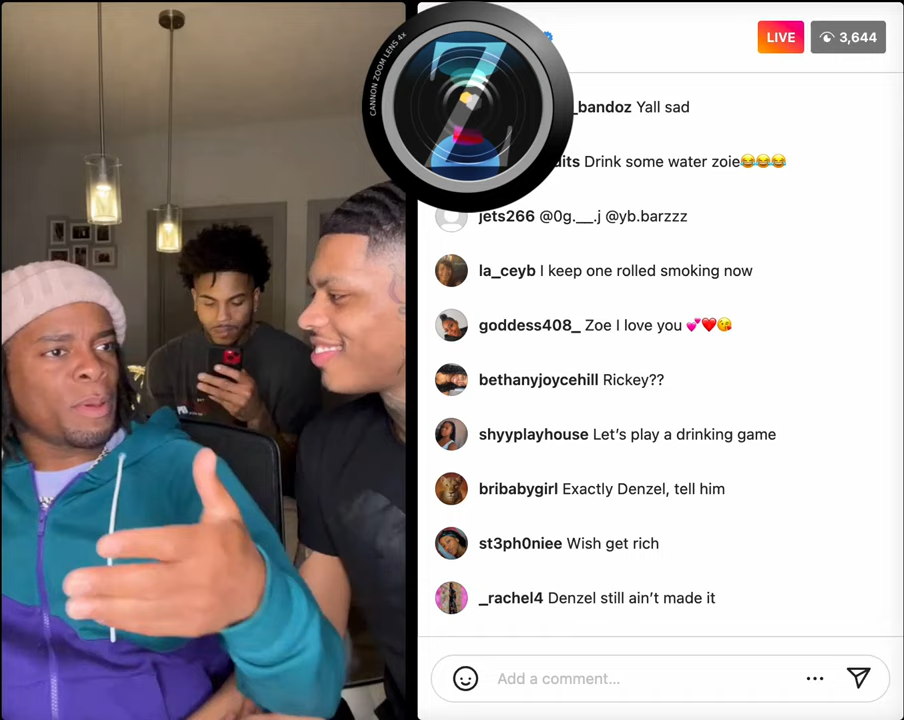 CANNON ZOOM LENS 4x
Z
LIVE 3,644
_bandoz Yall sad
dits Drink some water zoie😂😂😂
jets266 @0g.__.j @yb.barzzz
la_ceyb I keep one rolled smoking now
goddess408_ Zoe I love you 💕❤️😘
bethanyjoycehill Rickey??
shyyplayhouse Let’s play a drinking game
bribabygirl Exactly Denzel, tell him
st3ph0niee Wish get rich
_rachel4 Denzel still ain’t made it
Add a comment...